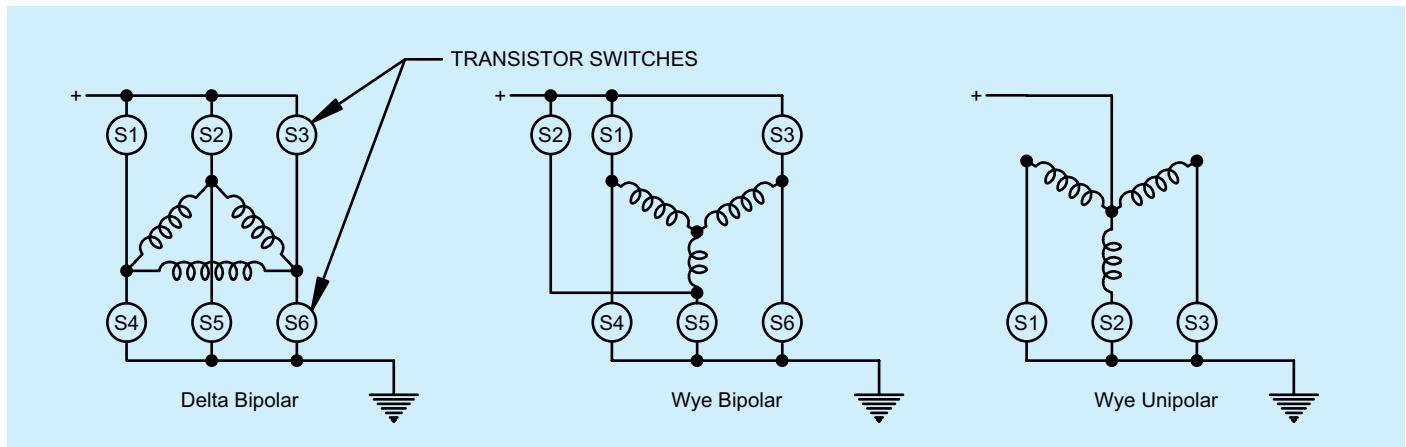 TRANSISTOR SWITCHES
+
S1 S2 S3
S4 S5 S6
Delta Bipolar
+
S2 S1 S3
S4 S5 S6
Wye Bipolar
+
S1 S2 S3
Wye Unipolar